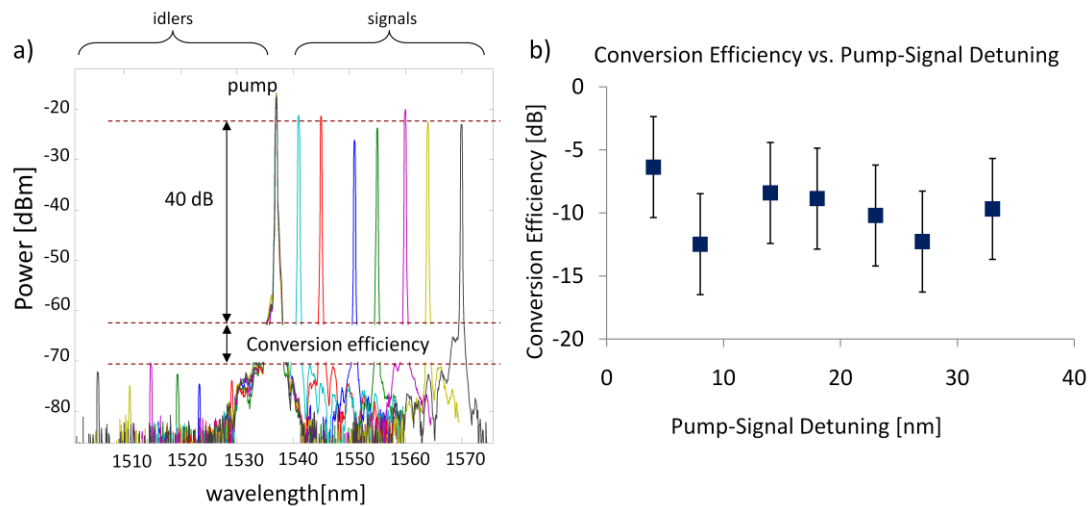 idlers
signals
a)
pump
-20
-30
-40
-50
-60
-70
-80
Power [dBm]
40 dB
Conversion efficiency
1510
1520
1530
1540
1550
1560
1570
wavelength[nm]
b)
Conversion Efficiency vs. Pump-Signal Detuning
0
-5
-10
-15
-20
Conversion Efficiency [dB]
0
10
20
30
40
Pump-Signal Detuning [nm]